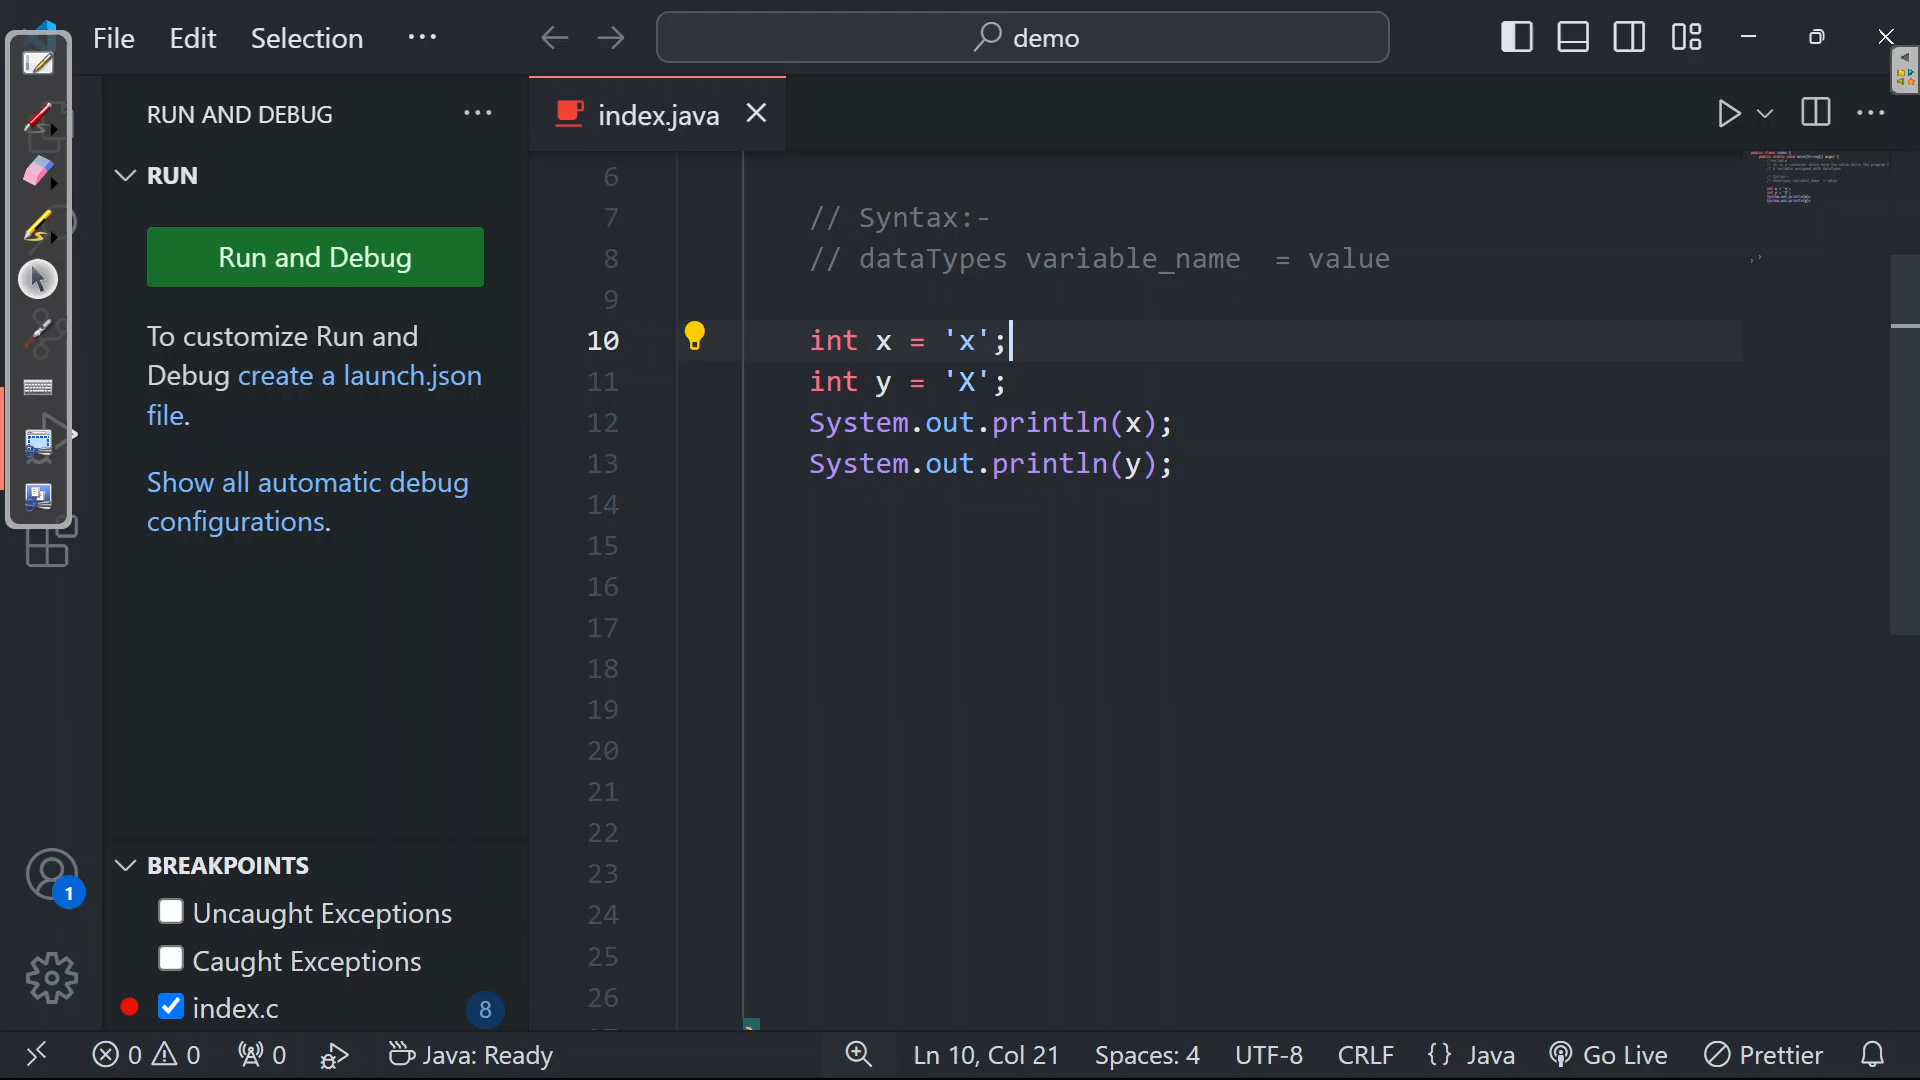 File Edit Selection ··· demo
RUN AND DEBUG ···
index.java
RUN
Run and Debug
To customize Run and
Debug create a launch.json
file.
Show all automatic debug
configurations.
6
7 // Syntax:-
8 // dataTypes variable_name = value
9
10 int x = 'x';
11 int y = 'X';
12 System.out.println(x);
13 System.out.println(y);
14
15
16
17
18
19
20
21
22
23
24
25
26
1
BREAKPOINTS
Uncaught Exceptions
Caught Exceptions
index.c 8
0 0 0 Java: Ready Ln 10, Col 21 Spaces: 4 UTF-8 CRLF {} Java Go Live Prettier